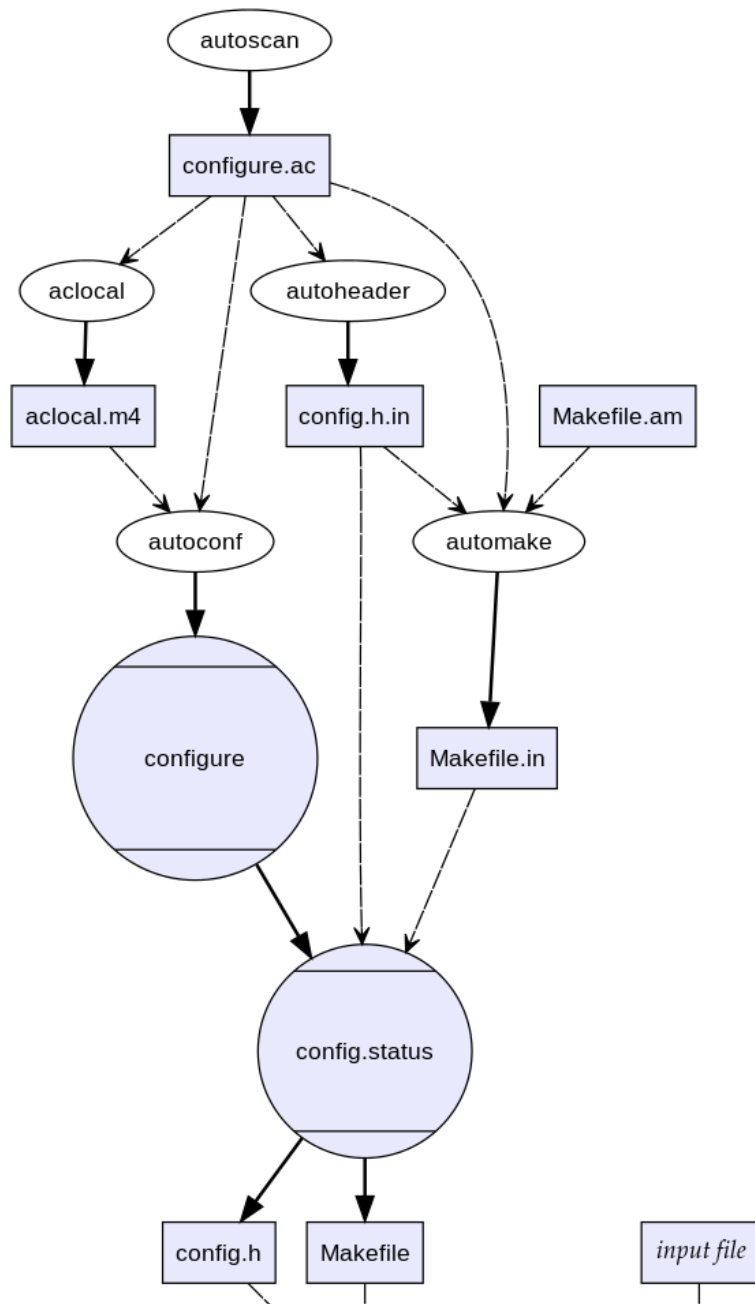 autoscan
configure.ac
aclocal
autoheader
aclocal.m4
config.h.in
Makefile.am
autoconf
automake
configure
Makefile.in
config.status
config.h
Makefile
input file